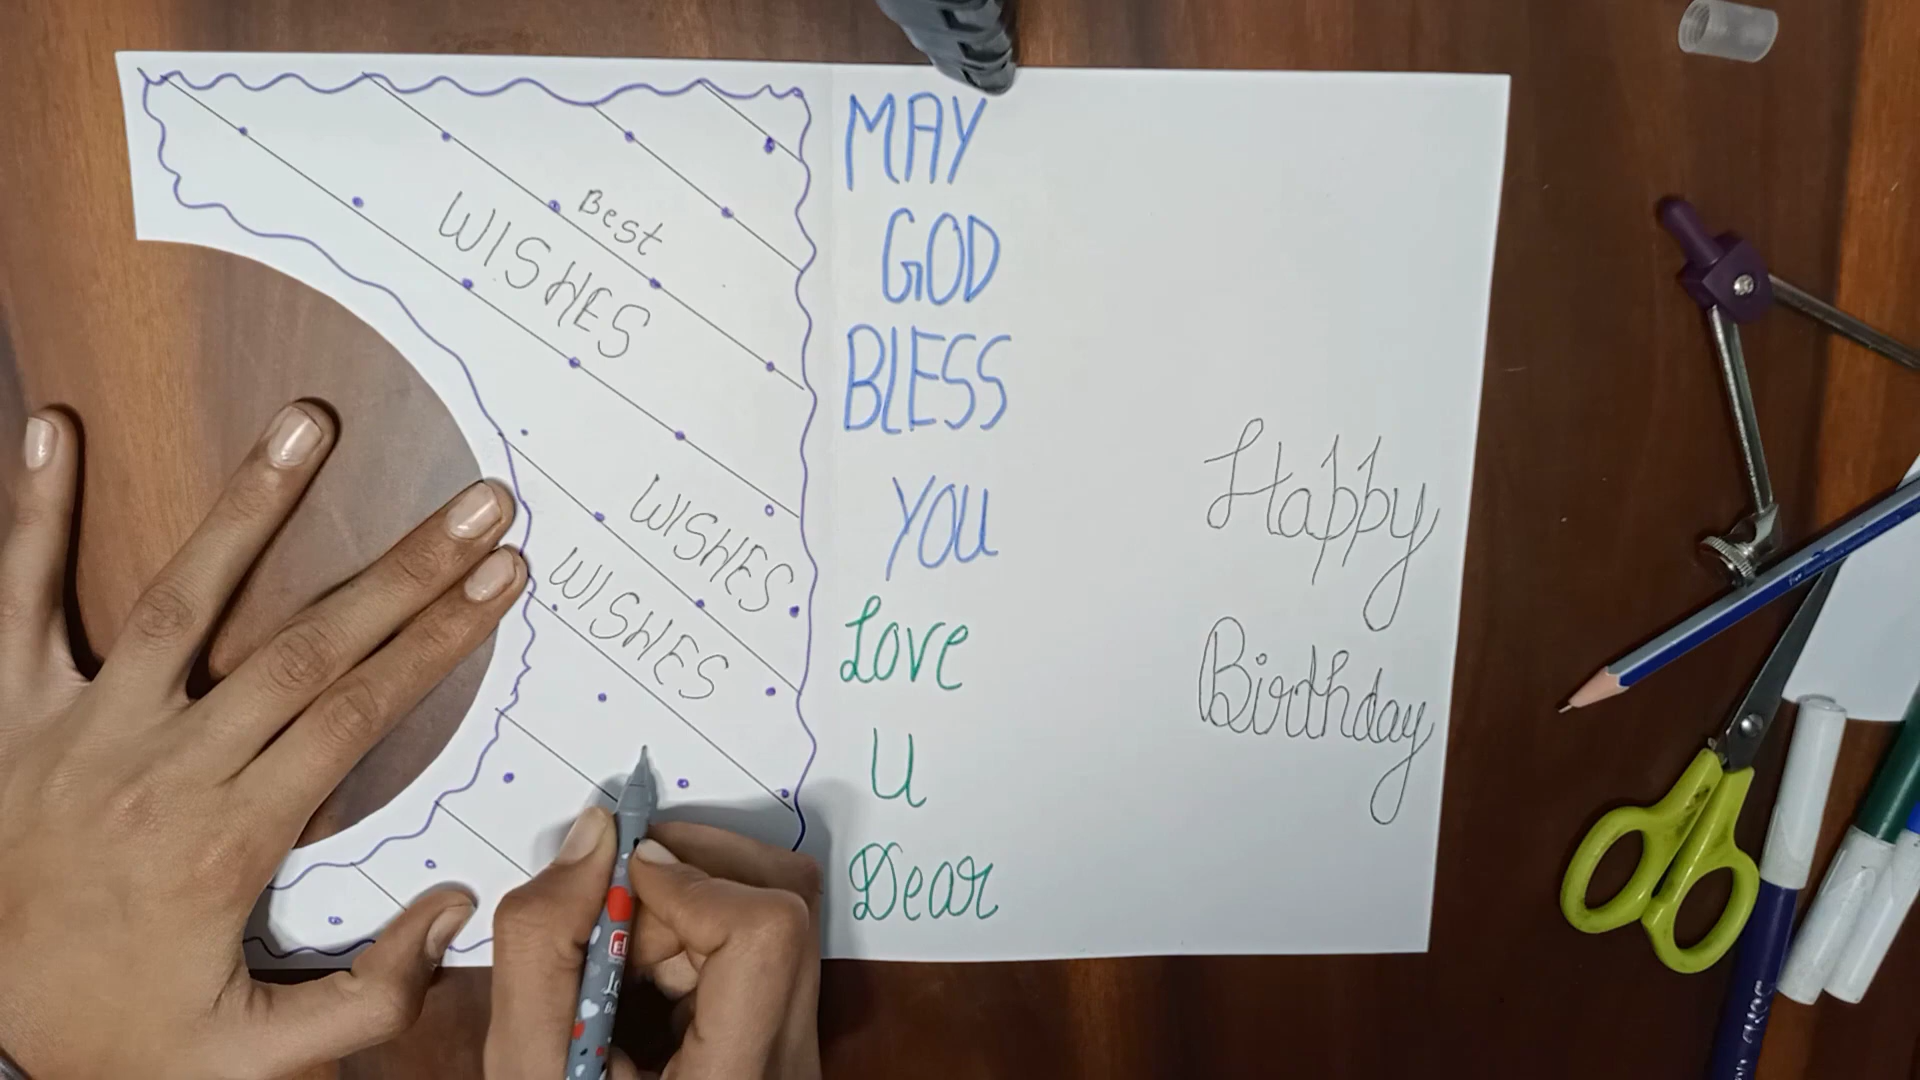 Best
WISHES
WISHES
WISHES
MAY
GOD
BLESS
YOU
Love
U
Dear
Happy
Birthday